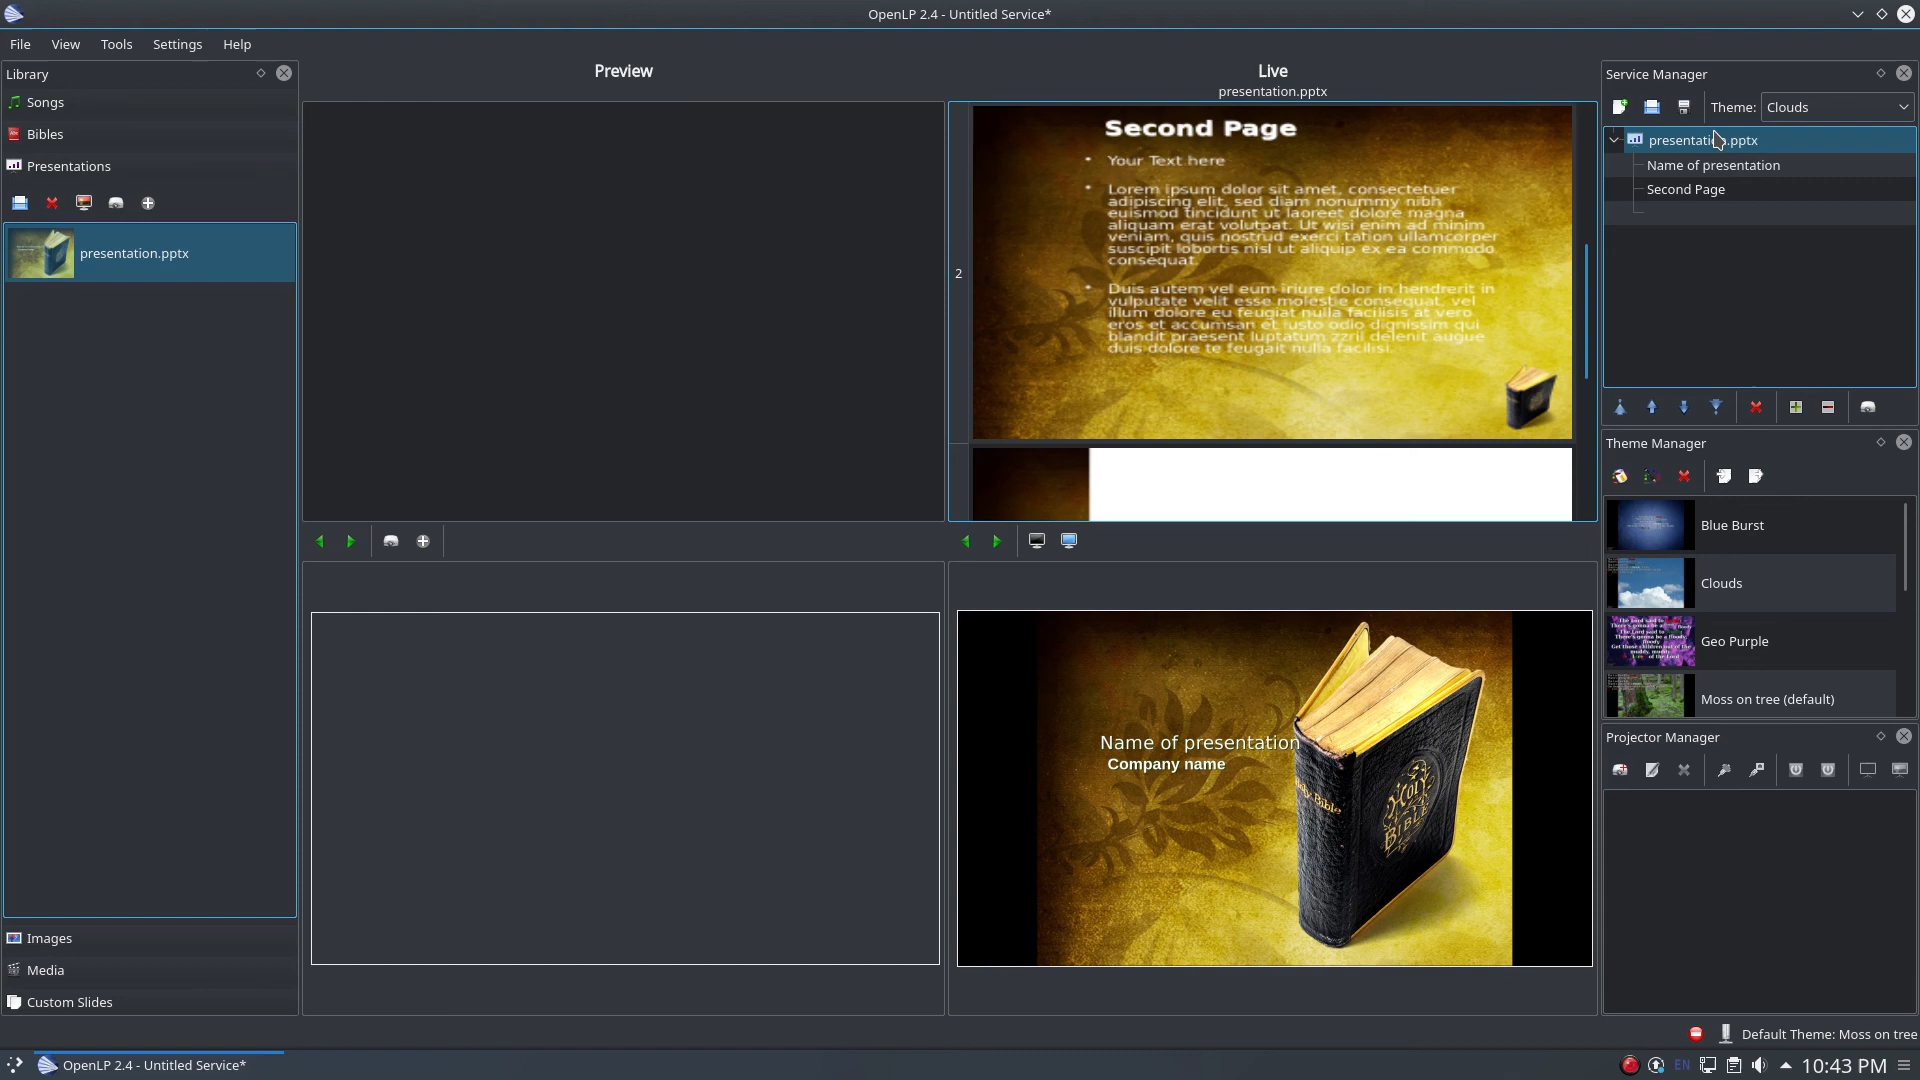 OpenLP 2.4 - Untitled Service*
File View Tools Settings Help
Library
Songs
Bibles
Presentations
presentation.pptx
Images
Media
Custom Slides
Preview
Live
presentation.pptx
2
Second Page
• Your Text here
• Lorem ipsum dolor sit amet, consectetuer
adipiscing elit, sed diam nonummy nibh
euismod tincidunt ut laoreet dolore magna
aliquam erat volutpat. Ut wisi enim ad minim
veniam, quis nostrud exerci tation ullamcorper
suscipit lobortis nisl ut aliquip ex ea commodo
consequat.
• Duis autem vel eum iriure dolor in hendrerit in
vulputate velit esse molestie consequat, vel
illum dolore eu feugiat nulla facilisis at vero
eros et accumsan et iusto odio dignissim qui
blandit praesent luptatum zzril delenit augue
duis dolore te feugait nulla facilisi.
Name of presentation
Company name
Holy Bible
HOLY
BIBLE
Service Manager
Theme: Clouds
presentation.pptx
Name of presentation
Second Page
Theme Manager
Blue Burst
Clouds
Geo Purple
Moss on tree (default)
Projector Manager
Default Theme: Moss on tree
OpenLP 2.4 - Untitled Service*
EN
10:43 PM